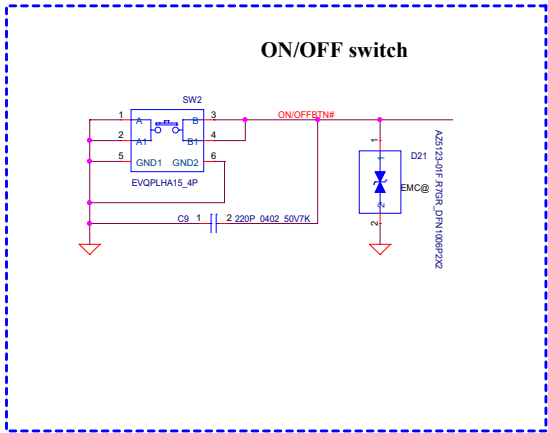 ON/OFF switch
SW2
1 A B 3 ON/OFFBTN#
2 A1 B1 4
5 GND1 GND2 6
EVQPLHA15_4P
C9 1 2 220P_0402_50V7K
1
1
D21
EMC@
2
2
AZ5123-01F.R7GR_DFN1006P2X2